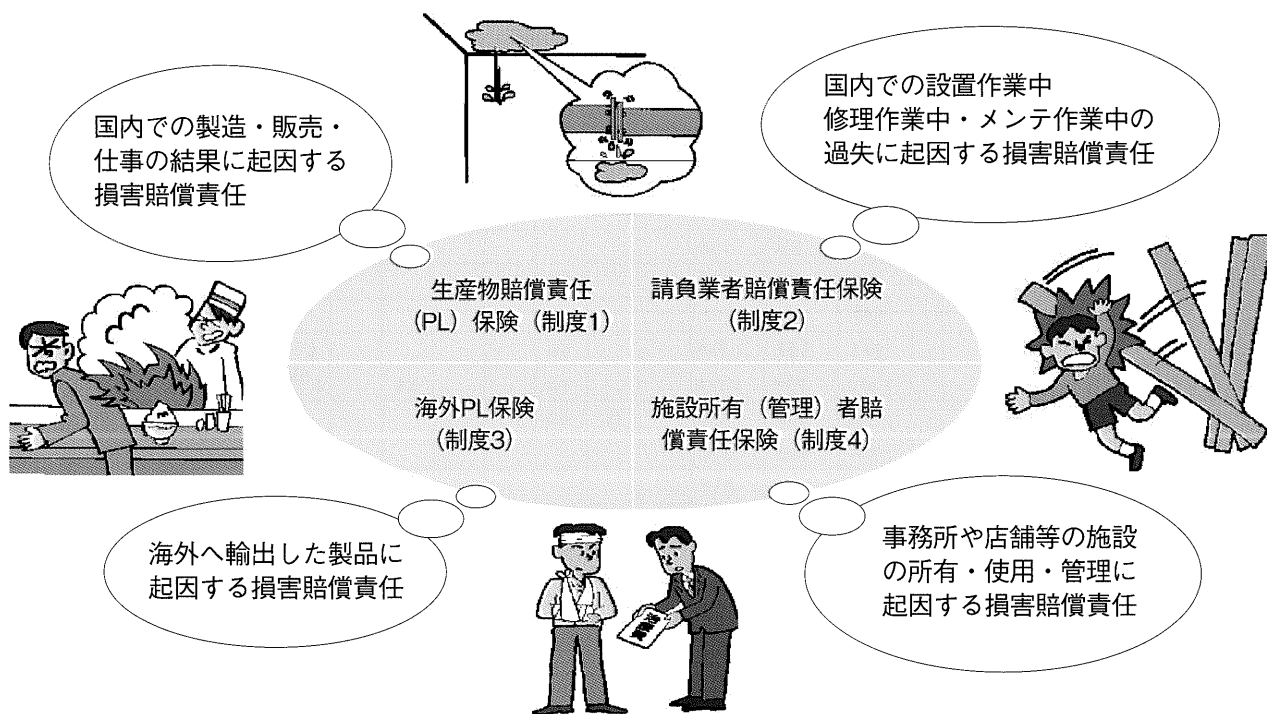 国内での製造・販売・
仕事の結果に起因する
損害賠償責任
国内での設置作業中
修理作業中・メンテ作業中の
過失に起因する損害賠償責任
生産物賠償責任
（PL）保険（制度1）
請負業者賠償責任保険
（制度2）
海外PL保険
（制度3）
施設所有（管理）者賠
償責任保険（制度4）
海外へ輸出した製品に
起因する損害賠償責任
事務所や店舗等の施設
の所有・使用・管理に
起因する損害賠償責任